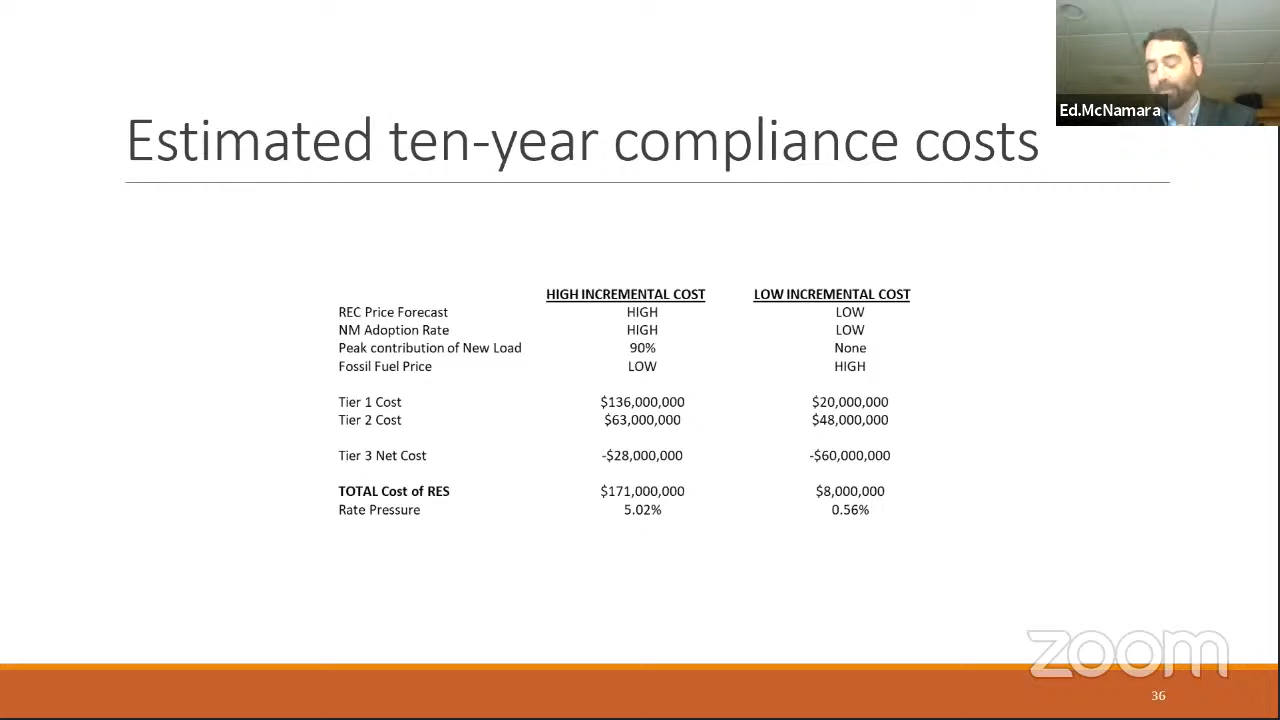 Ed.McNamara
Estimated ten-year compliance costs
HIGH INCREMENTAL COST LOW INCREMENTAL COST
REC Price Forecast HIGH LOW
NM Adoption Rate HIGH LOW
Peak contribution of New Load 90% None
Fossil Fuel Price LOW HIGH
Tier 1 Cost $136,000,000 $20,000,000
Tier 2 Cost $63,000,000 $48,000,000
Tier 3 Net Cost -$28,000,000 -$60,000,000
TOTAL Cost of RES $171,000,000 $8,000,000
Rate Pressure 5.02% 0.56%
zoom
36